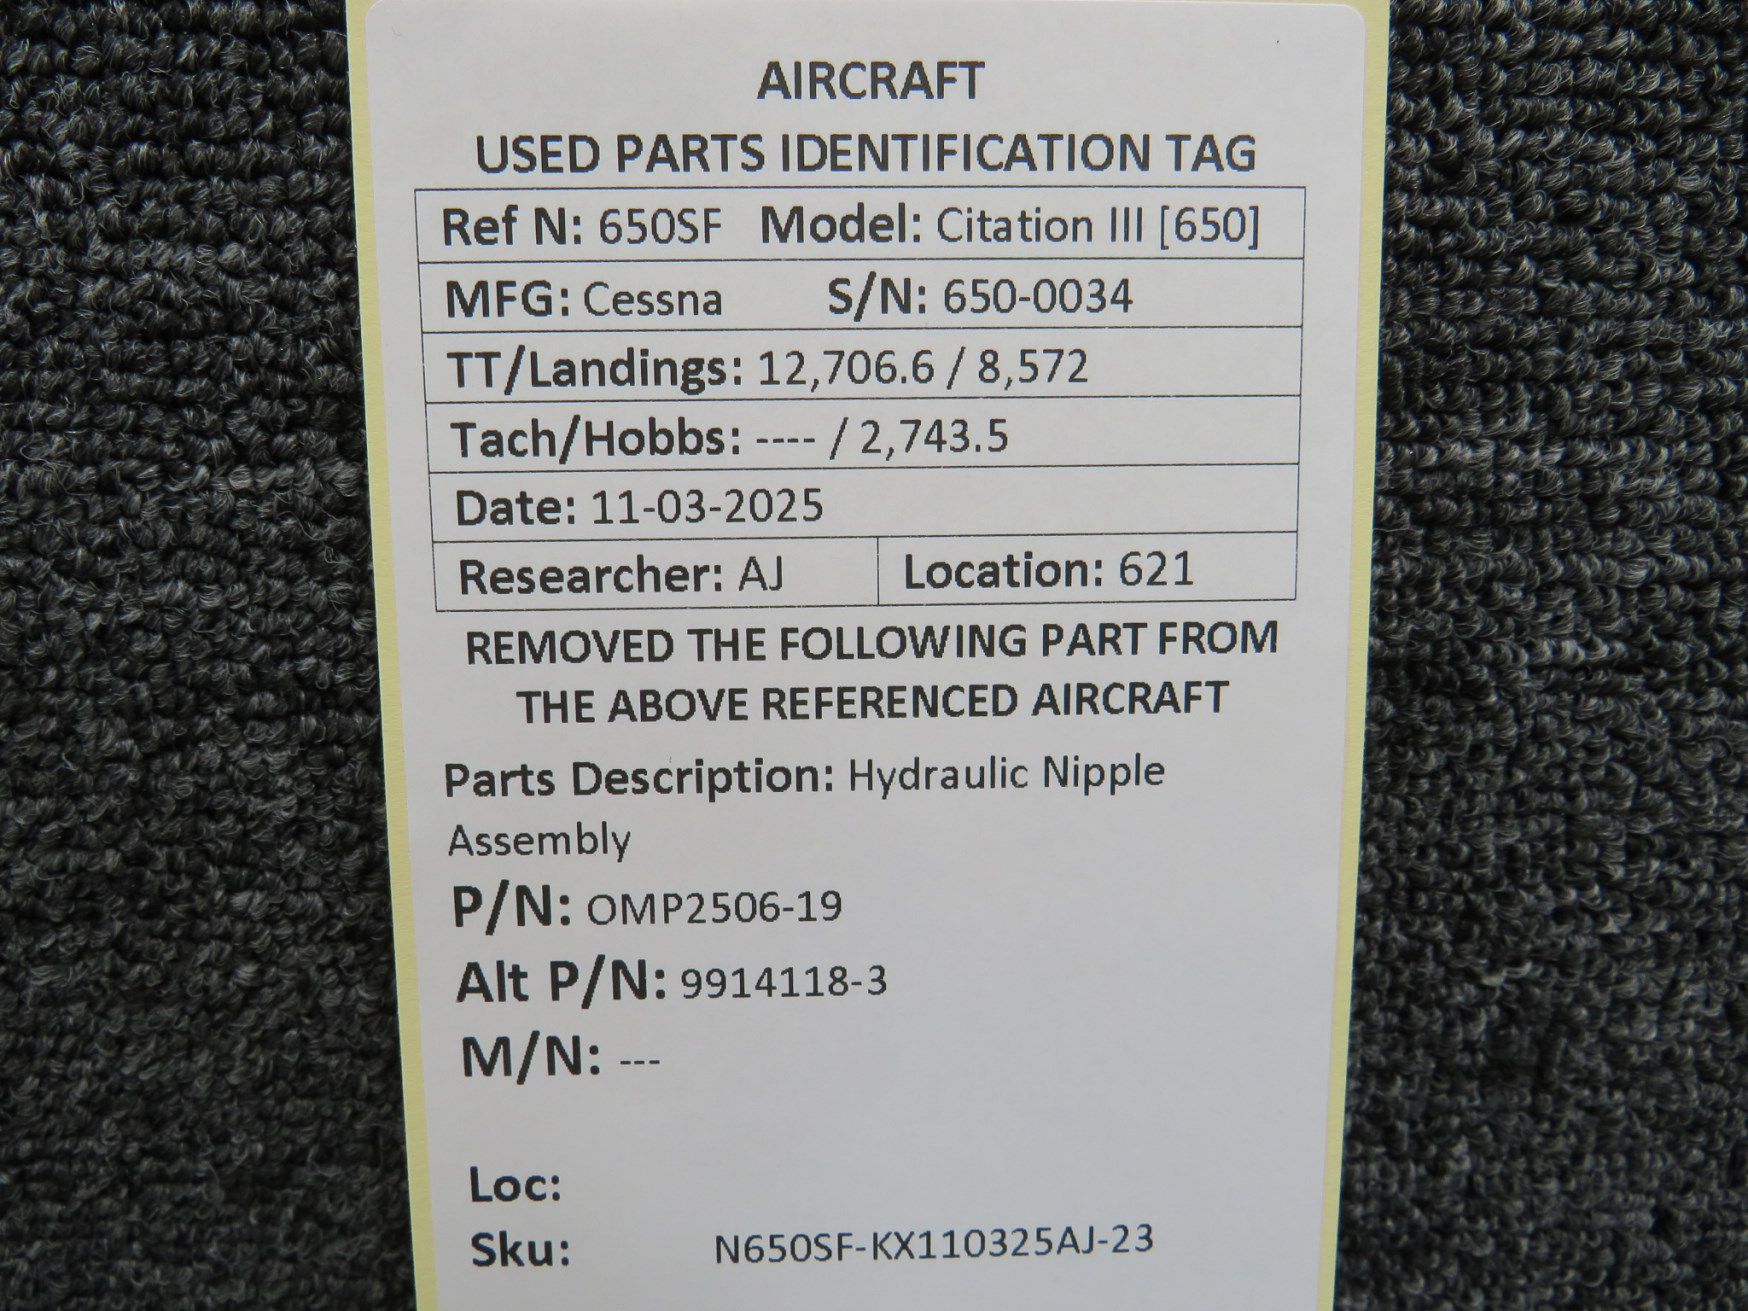 AIRCRAFT
USED PARTS IDENTIFICATION TAG
Ref N: 650SF Model: Citation III [650]
MFG: Cessna S/N: 650-0034
TT/Landings: 12,706.6 / 8,572
Tach/Hobbs: ---- / 2,743.5
Date: 11-03-2025
Researcher: AJ Location: 621
REMOVED THE FOLLOWING PART FROM
THE ABOVE REFERENCED AIRCRAFT
Parts Description: Hydraulic Nipple
Assembly
P/N: OMP2506-19
Alt P/N: 9914118-3
M/N: ---
Loc:
Sku: N650SF-KX110325AJ-23